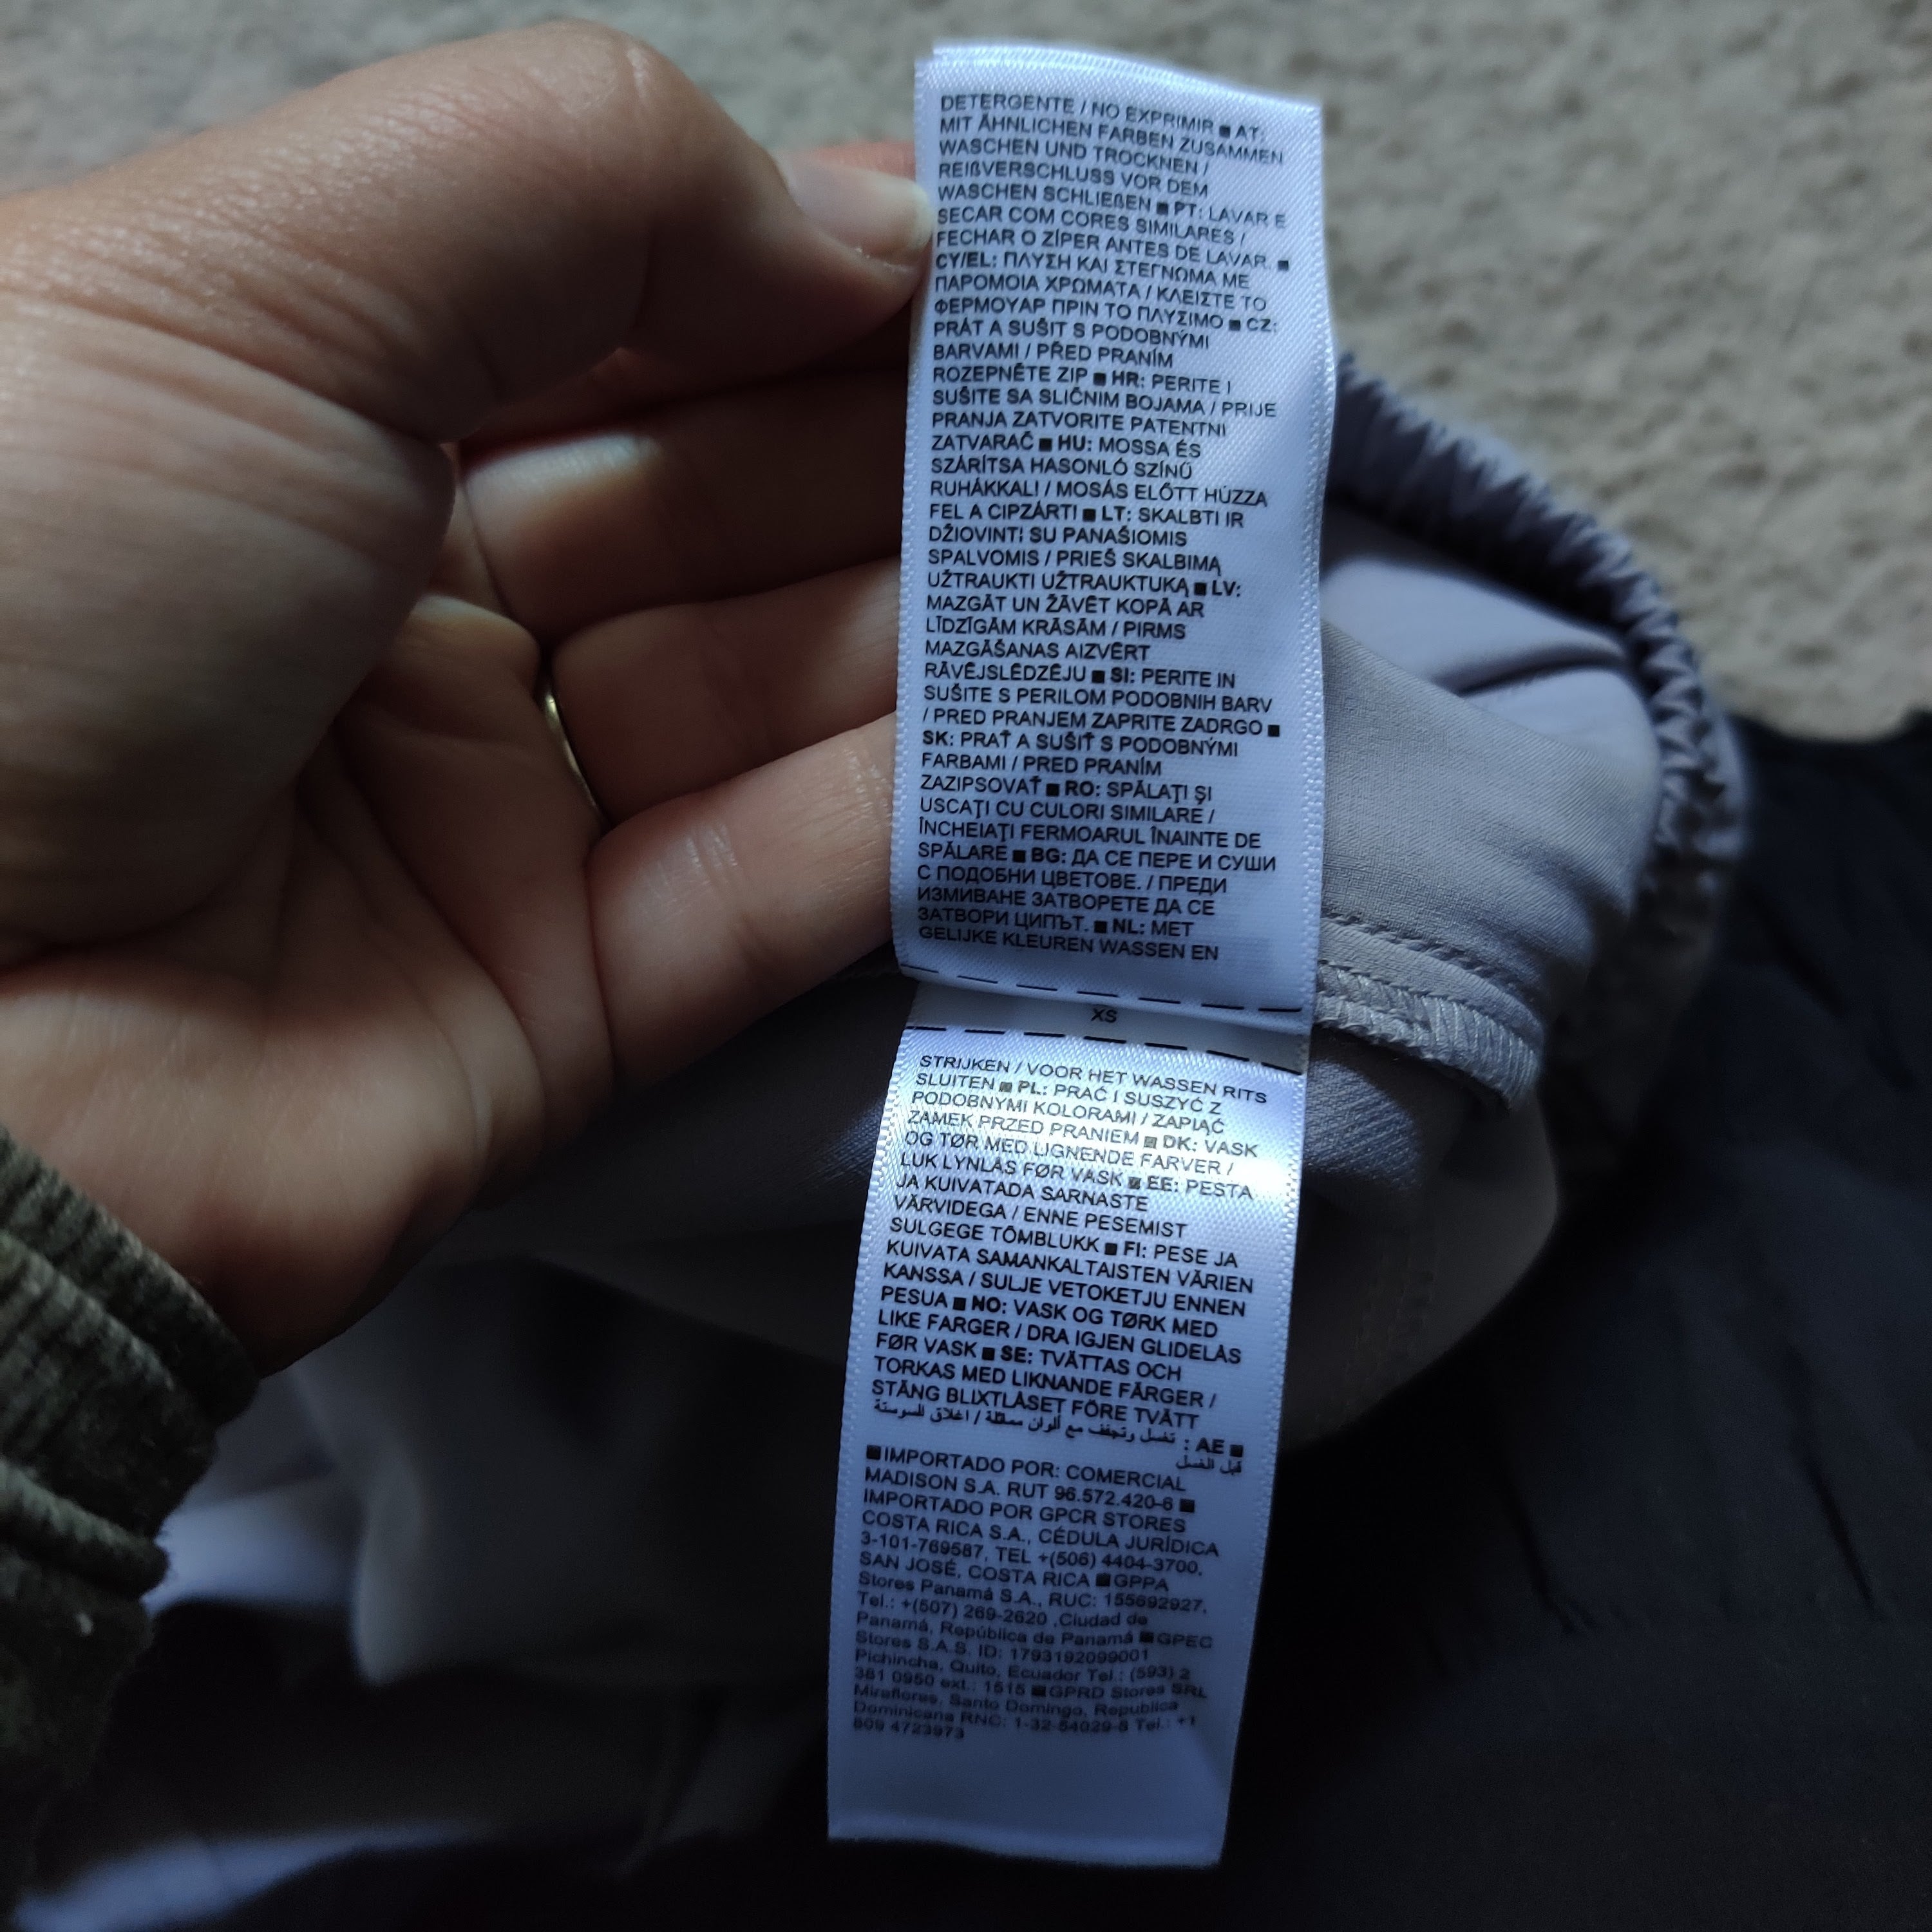 DETERGENTE / NO EXPRIMIR ■ AT:
MIT ÄHNLICHEN FARBEN ZUSAMMEN
WASCHEN UND TROCKNEN /
REIßVERSCHLUSS VOR DEM
WASCHEN SCHLIEßEN ■ PT: LAVAR E
SECAR COM CORES SIMILARES /
FECHAR O ZÍPER ANTES DE LAVAR. ■
CY/EL: ΠΛΥΣΗ ΚΑΙ ΣΤΕΓΝΩΜΑ ΜΕ
ΠΑΡΟΜΟΙΑ ΧΡΩΜΑΤΑ / ΚΛΕΙΣΤΕ ΤΟ
ΦΕΡΜΟΥΑΡ ΠΡΙΝ ΤΟ ΠΛΥΣΙΜΟ ■ CZ:
PRÁT A SUŠIT S PODOBNÝMI
BARVAMI / PŘED PRANÍM
ROZEPNĚTE ZIP ■ HR: PERITE I
SUŠITE SA SLIČNIM BOJAMA / PRIJE
PRANJA ZATVORITE PATENTNI
ZATVARAČ ■ HU: MOSSA ÉS
SZÁRÍTSA HASONLÓ SZÍNŰ
RUHÁKKAL! / MOSÁS ELŐTT HÚZZA
FEL A CIPZÁRT! ■ LT: SKALBTI IR
DŽIOVINTI SU PANAŠIOMIS
SPALVOMIS / PRIEŠ SKALBIMĄ
UŽTRAUKTI UŽTRAUKTUKĄ ■ LV:
MAZGĀT UN ŽĀVĒT KOPĀ AR
LĪDZĪGĀM KRĀSĀM / PIRMS
MAZGĀŠANAS AIZVĒRT
RĀVĒJSLĒDZĒJU ■ SI: PERITE IN
SUŠITE S PERILOM PODOBNIH BARV
/ PRED PRANJEM ZAPRITE ZADRGO ■
SK: PRAŤ A SUŠIŤ S PODOBNÝMI
FARBAMI / PRED PRANÍM
ZAZIPSOVAŤ ■ RO: SPĂLAŢI ŞI
USCAŢI CU CULORI SIMILARE /
ÎNCHEIAŢI FERMOARUL ÎNAINTE DE
SPĂLARE ■ BG: ДА СЕ ПЕРЕ И СУШИ
С ПОДОБНИ ЦВЕТОВЕ. / ПРЕДИ
ИЗМИВАНЕ ЗАТВОРЕТЕ ДА СЕ
ЗАТВОРИ ЦИПЪТ. ■ NL: MET
GELIJKE KLEUREN WASSEN EN
XS
STRIJKEN / VOOR HET WASSEN RITS
SLUITEN ■ PL: PRAĆ I SUSZYĆ Z
PODOBNYMI KOLORAMI / ZAPIĄĆ
ZAMEK PRZED PRANIEM ■ DK: VASK
OG TØR MED LIGNENDE FARVER /
LUK LYNLÅS FØR VASK ■ EE: PESTA
JA KUIVATADA SARNASTE
VÄRVIDEGA / ENNE PESEMIST
SULGEGE TÕMBLUKK ■ FI: PESE JA
KUIVATA SAMANKALTAISTEN VÄRIEN
KANSSA / SULJE VETOKETJU ENNEN
PESUA ■ NO: VASK OG TØRK MED
LIKE FARGER / DRA IGJEN GLIDELÅS
FØR VASK ■ SE: TVÄTTAS OCH
TORKAS MED LIKNANDE FÄRGER /
STÄNG BLIXTLÅSET FÖRE TVÄTT
■ AE : تغسل وتجفف مع ألوان مماثلة / اغلاق السوستة
قبل الغسل
■ IMPORTADO POR: COMERCIAL
MADISON S.A. RUT 96.572.420-6 ■
IMPORTADO POR GPCR STORES
COSTA RICA S.A., CÉDULA JURÍDICA
3-101-769587, TEL +(506) 4404-3700,
SAN JOSÉ, COSTA RICA ■ GPPA
Stores Panamá S.A., RUC: 155692927,
Tel.: +(507) 269-2620 ,Ciudad de
Panamá, República de Panamá ■ GPEC
Stores S.A.S. ID: 1793192099001
Pichincha, Quito, Ecuador Tel.: (593) 2
381 0950 ext.: 1515 ■ GPRD Stores SRL
Miraflores, Santo Domingo, Republica
Dominicana RNC: 1-32-54029-8 Tel.: +1
809 4723973